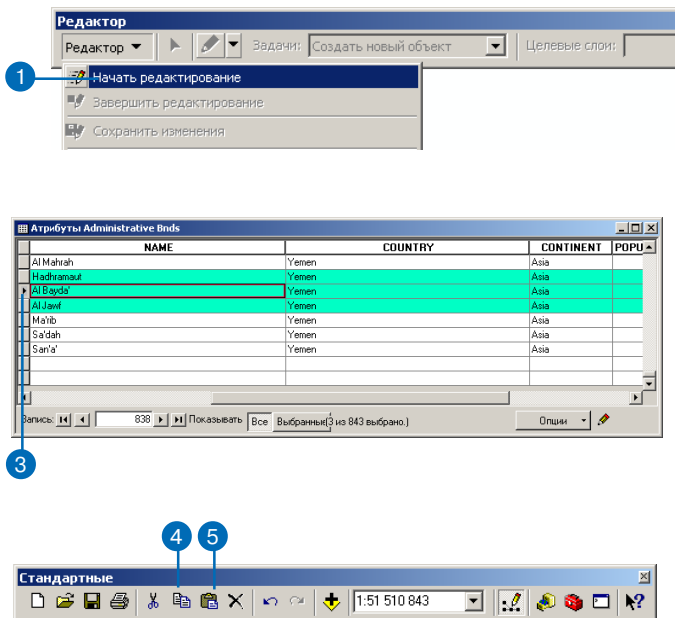 Редактор
Редактор Задачи: Создать новый объект Целевые слои:
1 Начать редактирование
Завершить редактирование
Сохранить изменения
Атрибуты Administrative Bnds
NAME COUNTRY CONTINENT POPU
Al Mahrah Yemen Asia
Hadhramaut Yemen Asia
Al Bayda' Yemen Asia
Al Jawf Yemen Asia
Ma'rib Yemen Asia
Sa'dah Yemen Asia
San'a' Yemen Asia
Запись: 838 Показывать Все Выбранные (3 из 843 выбрано.) Опции
3
4 5
Стандартные
1:51 510 843